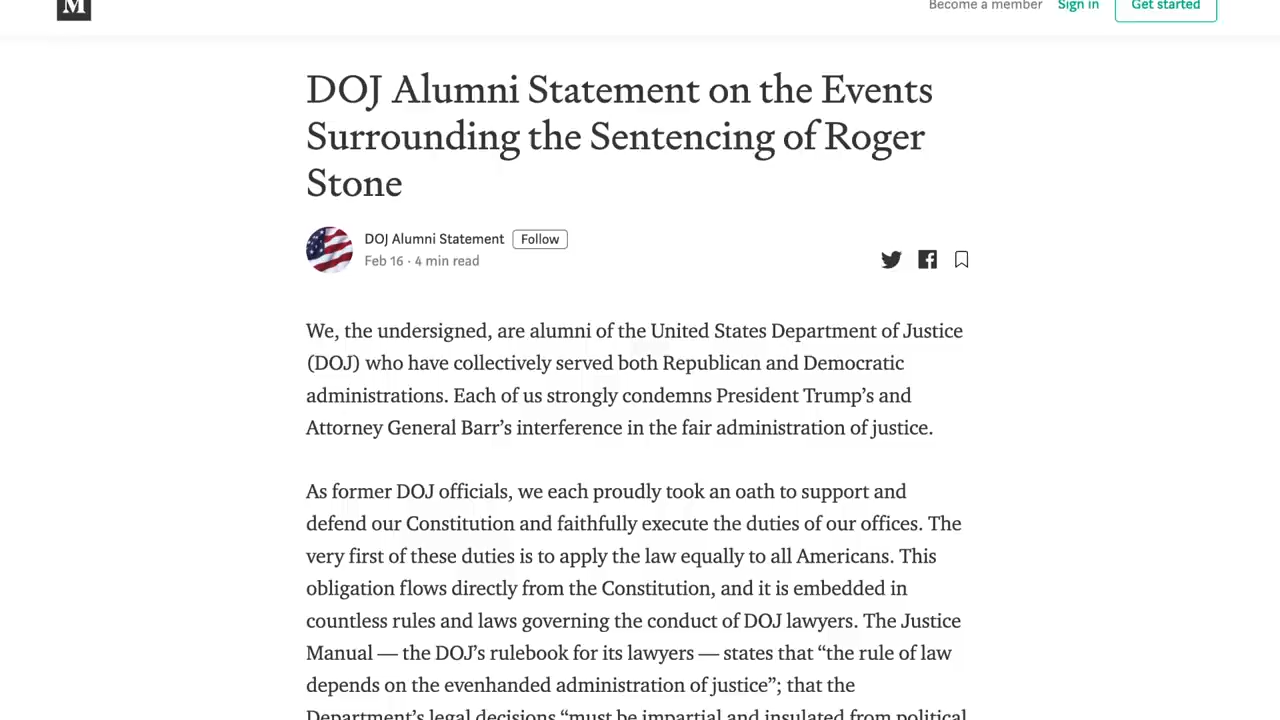 M
Become a member Sign in Get started
DOJ Alumni Statement on the Events
Surrounding the Sentencing of Roger
Stone
DOJ Alumni Statement Follow
Feb 16 · 4 min read
We, the undersigned, are alumni of the United States Department of Justice
(DOJ) who have collectively served both Republican and Democratic
administrations. Each of us strongly condemns President Trump’s and
Attorney General Barr’s interference in the fair administration of justice.
As former DOJ officials, we each proudly took an oath to support and
defend our Constitution and faithfully execute the duties of our offices. The
very first of these duties is to apply the law equally to all Americans. This
obligation flows directly from the Constitution, and it is embedded in
countless rules and laws governing the conduct of DOJ lawyers. The Justice
Manual — the DOJ’s rulebook for its lawyers — states that “the rule of law
depends on the evenhanded administration of justice”; that the
Department’s legal decisions “must be impartial and insulated from political